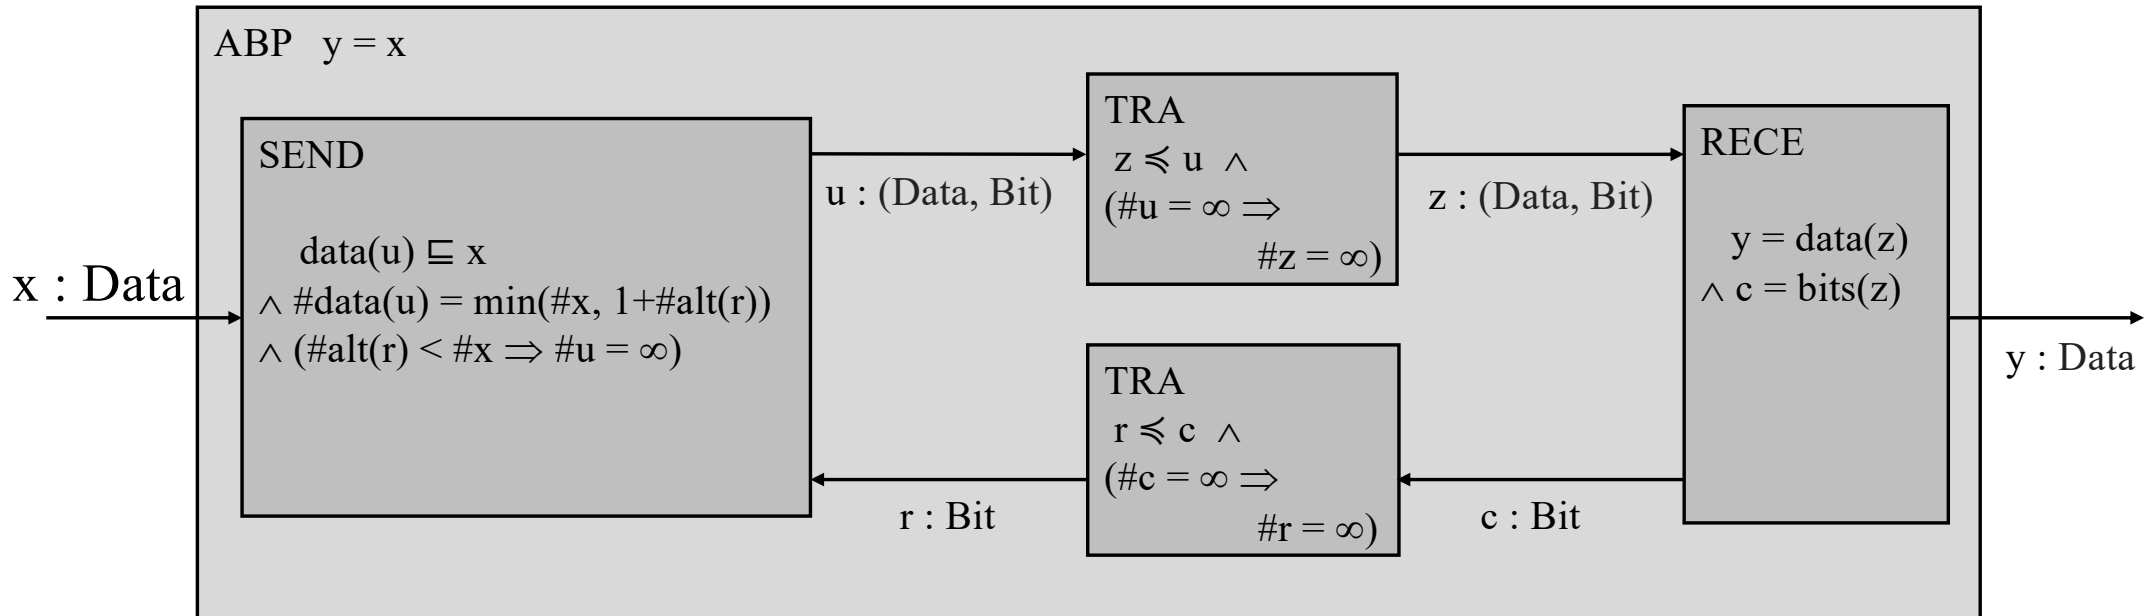 ABP y = x
x : Data
SEND
data(u) ⊑ x
∧ #data(u) = min(#x, 1+#alt(r))
∧ (#alt(r) < #x ⇒ #u = ∞)
u : (Data, Bit)
TRA
z ≼ u ∧
(#u = ∞ ⇒
#z = ∞)
z : (Data, Bit)
RECE
y = data(z)
∧ c = bits(z)
y : Data
TRA
r ≼ c ∧
(#c = ∞ ⇒
#r = ∞)
r : Bit
c : Bit